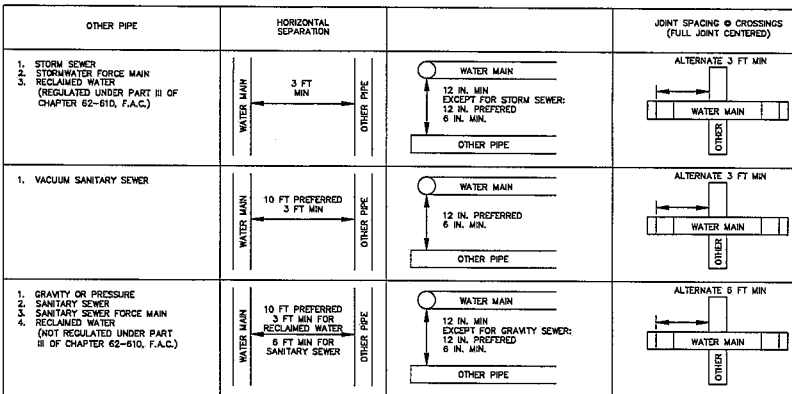 OTHER PIPE
HORIZONTAL
SEPARATION
JOINT SPACING @ CROSSINGS
(FULL JOINT CENTERED)
1. STORM SEWER
2. STORMWATER FORCE MAIN
3. RECLAIMED WATER
(REGULATED UNDER PART III OF
CHAPTER 62-610, F.A.C.)
WATER MAIN
3 FT
MIN
OTHER PIPE
WATER MAIN
12 IN. MIN
EXCEPT FOR STORM SEWER:
12 IN. PREFERED
6 IN. MIN.
OTHER PIPE
ALTERNATE 3 FT MIN
WATER MAIN
OTHER
1. VACUUM SANITARY SEWER
WATER MAIN
10 FT PREFERRED
3 FT MIN
OTHER PIPE
WATER MAIN
12 IN. PREFERRED
6 IN. MIN.
OTHER PIPE
ALTERNATE 3 FT MIN
WATER MAIN
OTHER
1. GRAVITY OR PRESSURE
2. SANITARY SEWER
3. SANITARY SEWER FORCE MAIN
4. RECLAIMED WATER
(NOT REGULATED UNDER PART
III OF CHAPTER 62-610, F.A.C.)
WATER MAIN
10 FT PREFERRED
3 FT MIN FOR
RECLAIMED WATER
6 FT MIN FOR
SANITARY SEWER
OTHER PIPE
WATER MAIN
12 IN. MIN
EXCEPT FOR GRAVITY SEWER:
12 IN. PREFERED
6 IN. MIN.
OTHER PIPE
ALTERNATE 6 FT MIN
WATER MAIN
OTHER